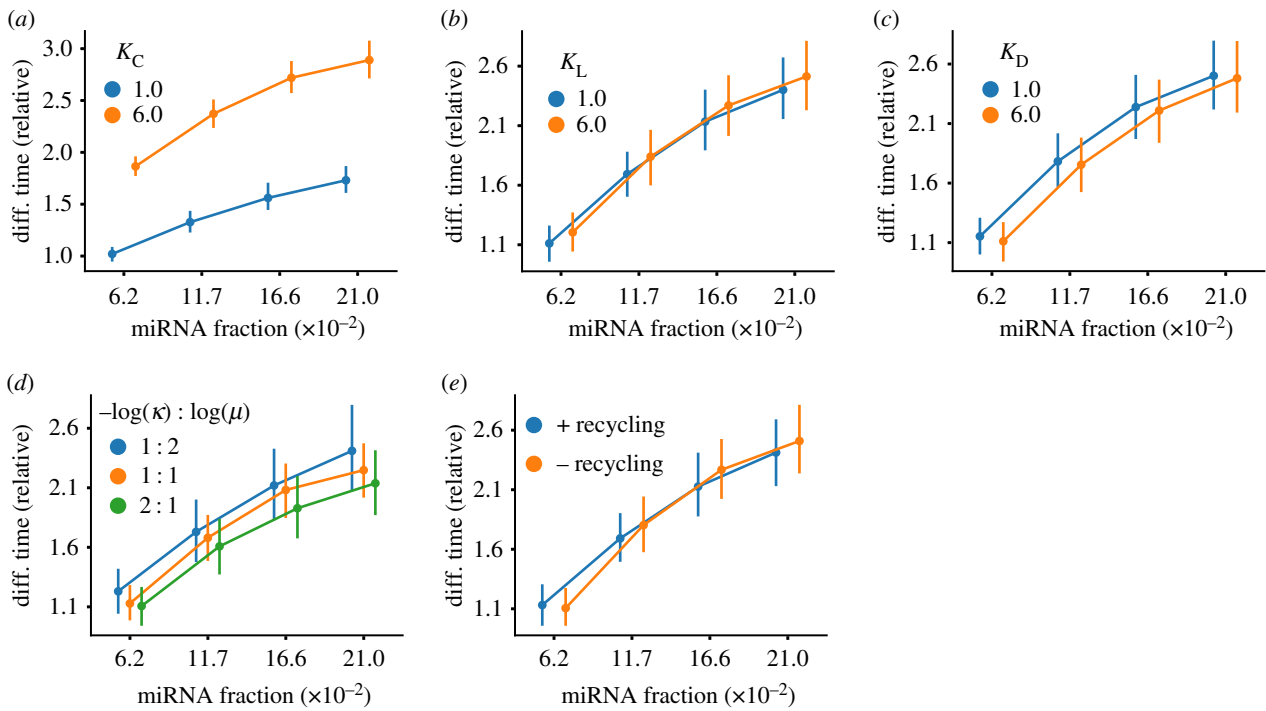 (a)
diff. time (relative)
3.0
2.5
2.0
1.5
1.0
K_C
1.0
6.0
6.2 11.7 16.6 21.0
miRNA fraction (×10⁻²)
(b)
diff. time (relative)
2.6
2.1
1.6
1.1
K_L
1.0
6.0
6.2 11.7 16.6 21.0
miRNA fraction (×10⁻²)
(c)
diff. time (relative)
2.6
2.1
1.6
1.1
K_D
1.0
6.0
6.2 11.7 16.6 21.0
miRNA fraction (×10⁻²)
(d)
diff. time (relative)
2.6
2.1
1.6
1.1
–log(κ) : log(μ)
1 : 2
1 : 1
2 : 1
6.2 11.7 16.6 21.0
miRNA fraction (×10⁻²)
(e)
diff. time (relative)
2.6
2.1
1.6
1.1
+ recycling
– recycling
6.2 11.7 16.6 21.0
miRNA fraction (×10⁻²)